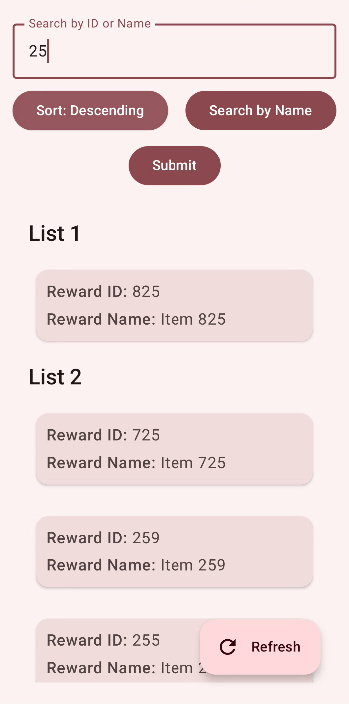 Search by ID or Name
25
Sort: Descending
Search by Name
Submit
List 1
Reward ID: 825
Reward Name: Item 825
List 2
Reward ID: 725
Reward Name: Item 725
Reward ID: 259
Reward Name: Item 259
Reward ID: 255
Reward Name: Item
Refresh